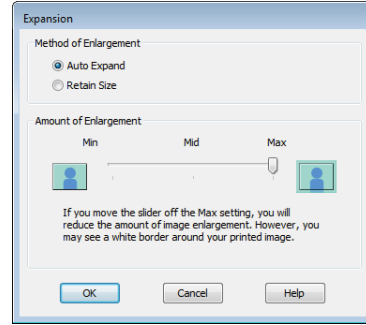 Expansion
Method of Enlargement
Auto Expand
Retain Size
Amount of Enlargement
Min Mid Max
If you move the slider off the Max setting, you will
reduce the amount of image enlargement. However, you
may see a white border around your printed image.
OK Cancel Help